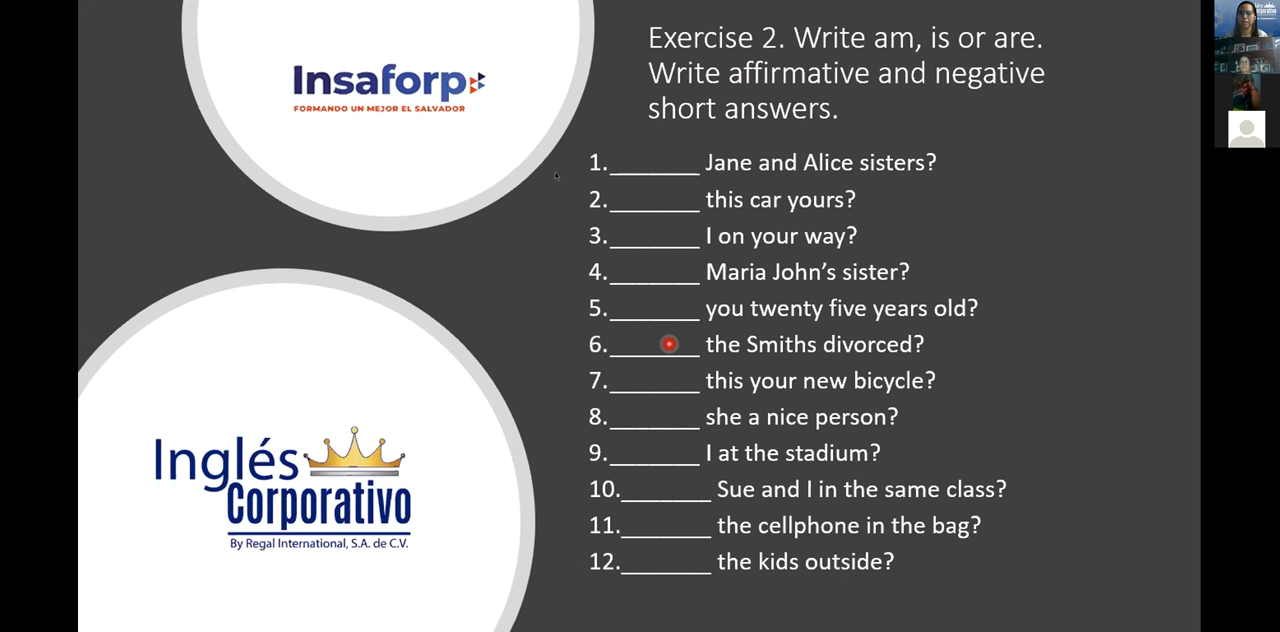 Insaforp
FORMANDO UN MEJOR EL SALVADOR
Inglés
Corporativo
By Regal International, S.A. de C.V.
Exercise 2. Write am, is or are.
Write affirmative and negative
short answers.
1._______ Jane and Alice sisters?
2._______ this car yours?
3._______ I on your way?
4._______ Maria John’s sister?
5._______ you twenty five years old?
6._______ the Smiths divorced?
7._______ this your new bicycle?
8._______ she a nice person?
9._______ I at the stadium?
10._______ Sue and I in the same class?
11._______ the cellphone in the bag?
12._______ the kids outside?